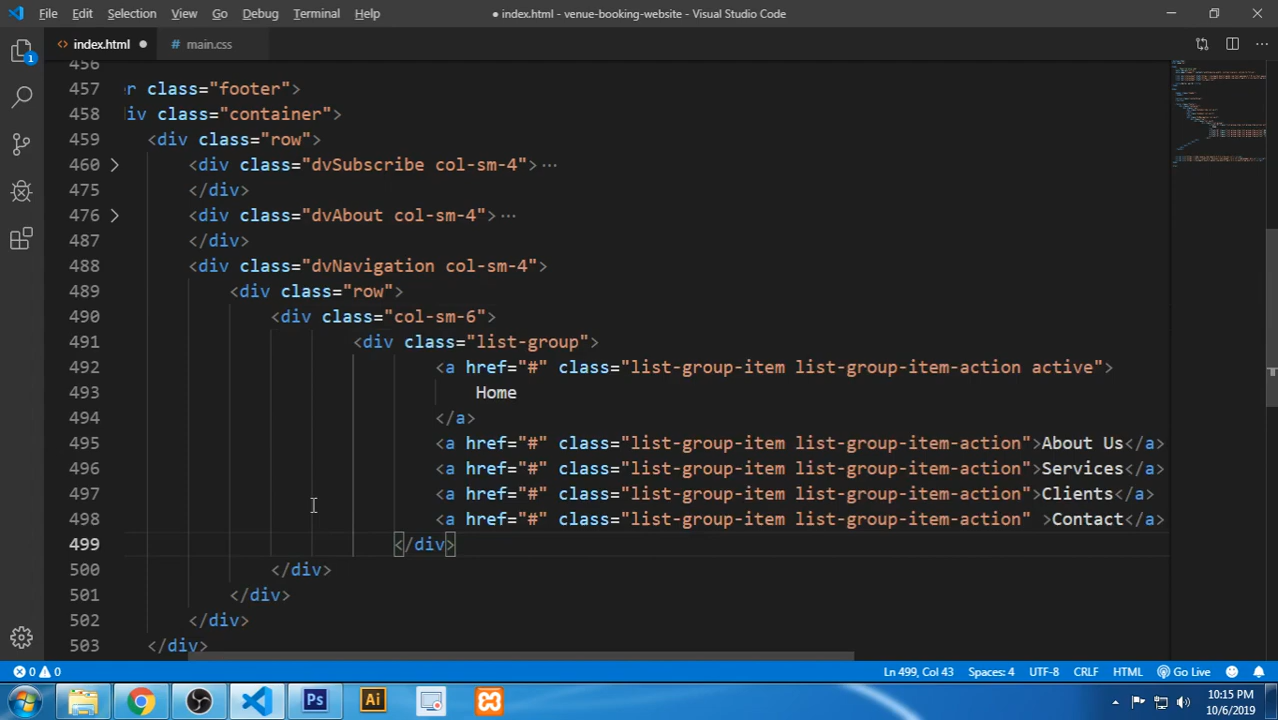 File Edit Selection View Go Debug Terminal Help ● index.html - venue-booking-website - Visual Studio Code
<> index.html ● # main.css
1
456
457 r class="footer">
458 iv class="container">
459 <div class="row">
460 <div class="dvSubscribe col-sm-4">···
475 </div>
476 <div class="dvAbout col-sm-4">···
487 </div>
488 <div class="dvNavigation col-sm-4">
489 <div class="row">
490 <div class="col-sm-6">
491 <div class="list-group">
492 <a href="#" class="list-group-item list-group-item-action active">
493 Home
494 </a>
495 <a href="#" class="list-group-item list-group-item-action">About Us</a>
496 <a href="#" class="list-group-item list-group-item-action">Services</a>
497 <a href="#" class="list-group-item list-group-item-action">Clients</a>
498 <a href="#" class="list-group-item list-group-item-action" >Contact</a>
499 </div>
500 </div>
501 </div>
502 </div>
503 </div>
0 0 Ln 499, Col 43 Spaces: 4 UTF-8 CRLF HTML Go Live
Ps Ai 10:15 PM
10/6/2019